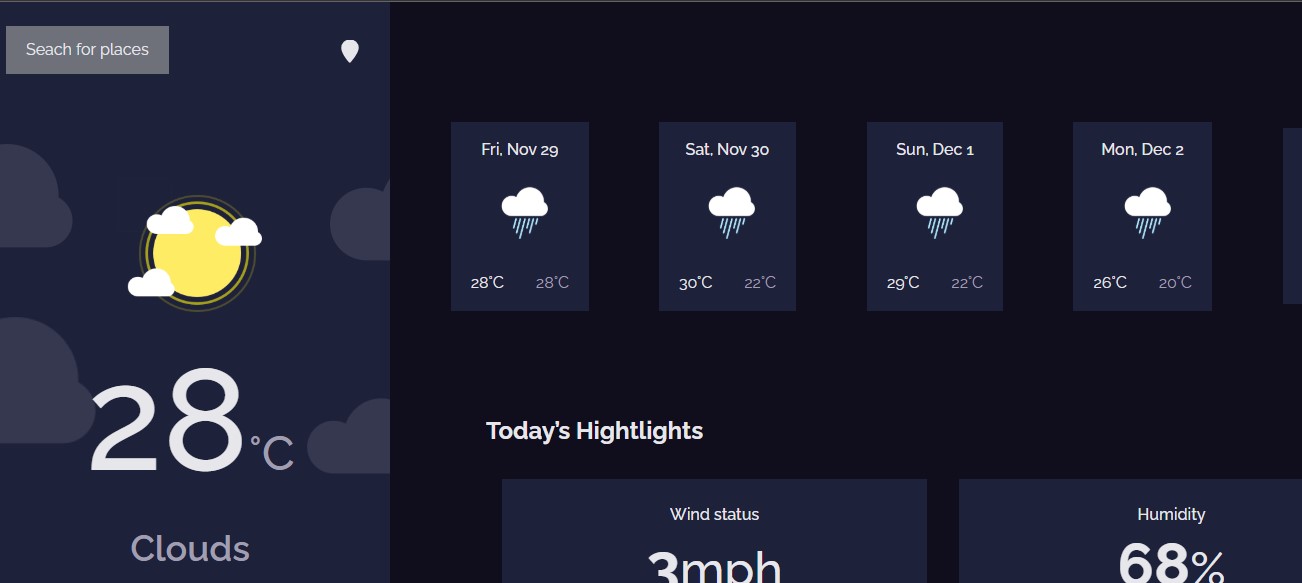 Seach for places
28°C
Clouds
Fri, Nov 29
28°C 28°C
Sat, Nov 30
30°C 22°C
Sun, Dec 1
29°C 22°C
Mon, Dec 2
26°C 20°C
Today's Hightlights
Wind status
3mph
Humidity
68%